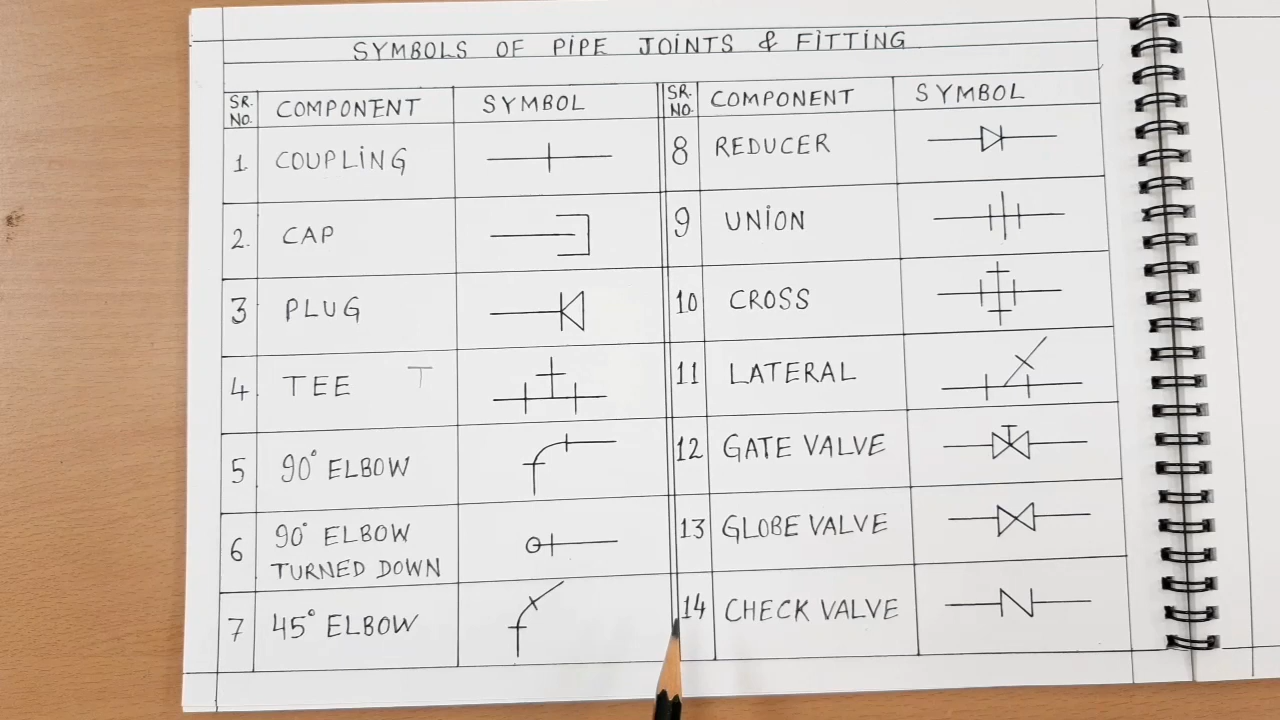 SYMBOLS OF PIPE JOINTS & FITTING
SR. NO. COMPONENT SYMBOL
1. COUPLING
2. CAP
3 PLUG
4 TEE T
5 90° ELBOW
6 90° ELBOW
TURNED DOWN
7 45° ELBOW
SR. NO. COMPONENT SYMBOL
8 REDUCER
9 UNION
10 CROSS
11 LATERAL
12 GATE VALVE
13 GLOBE VALVE
14 CHECK VALVE